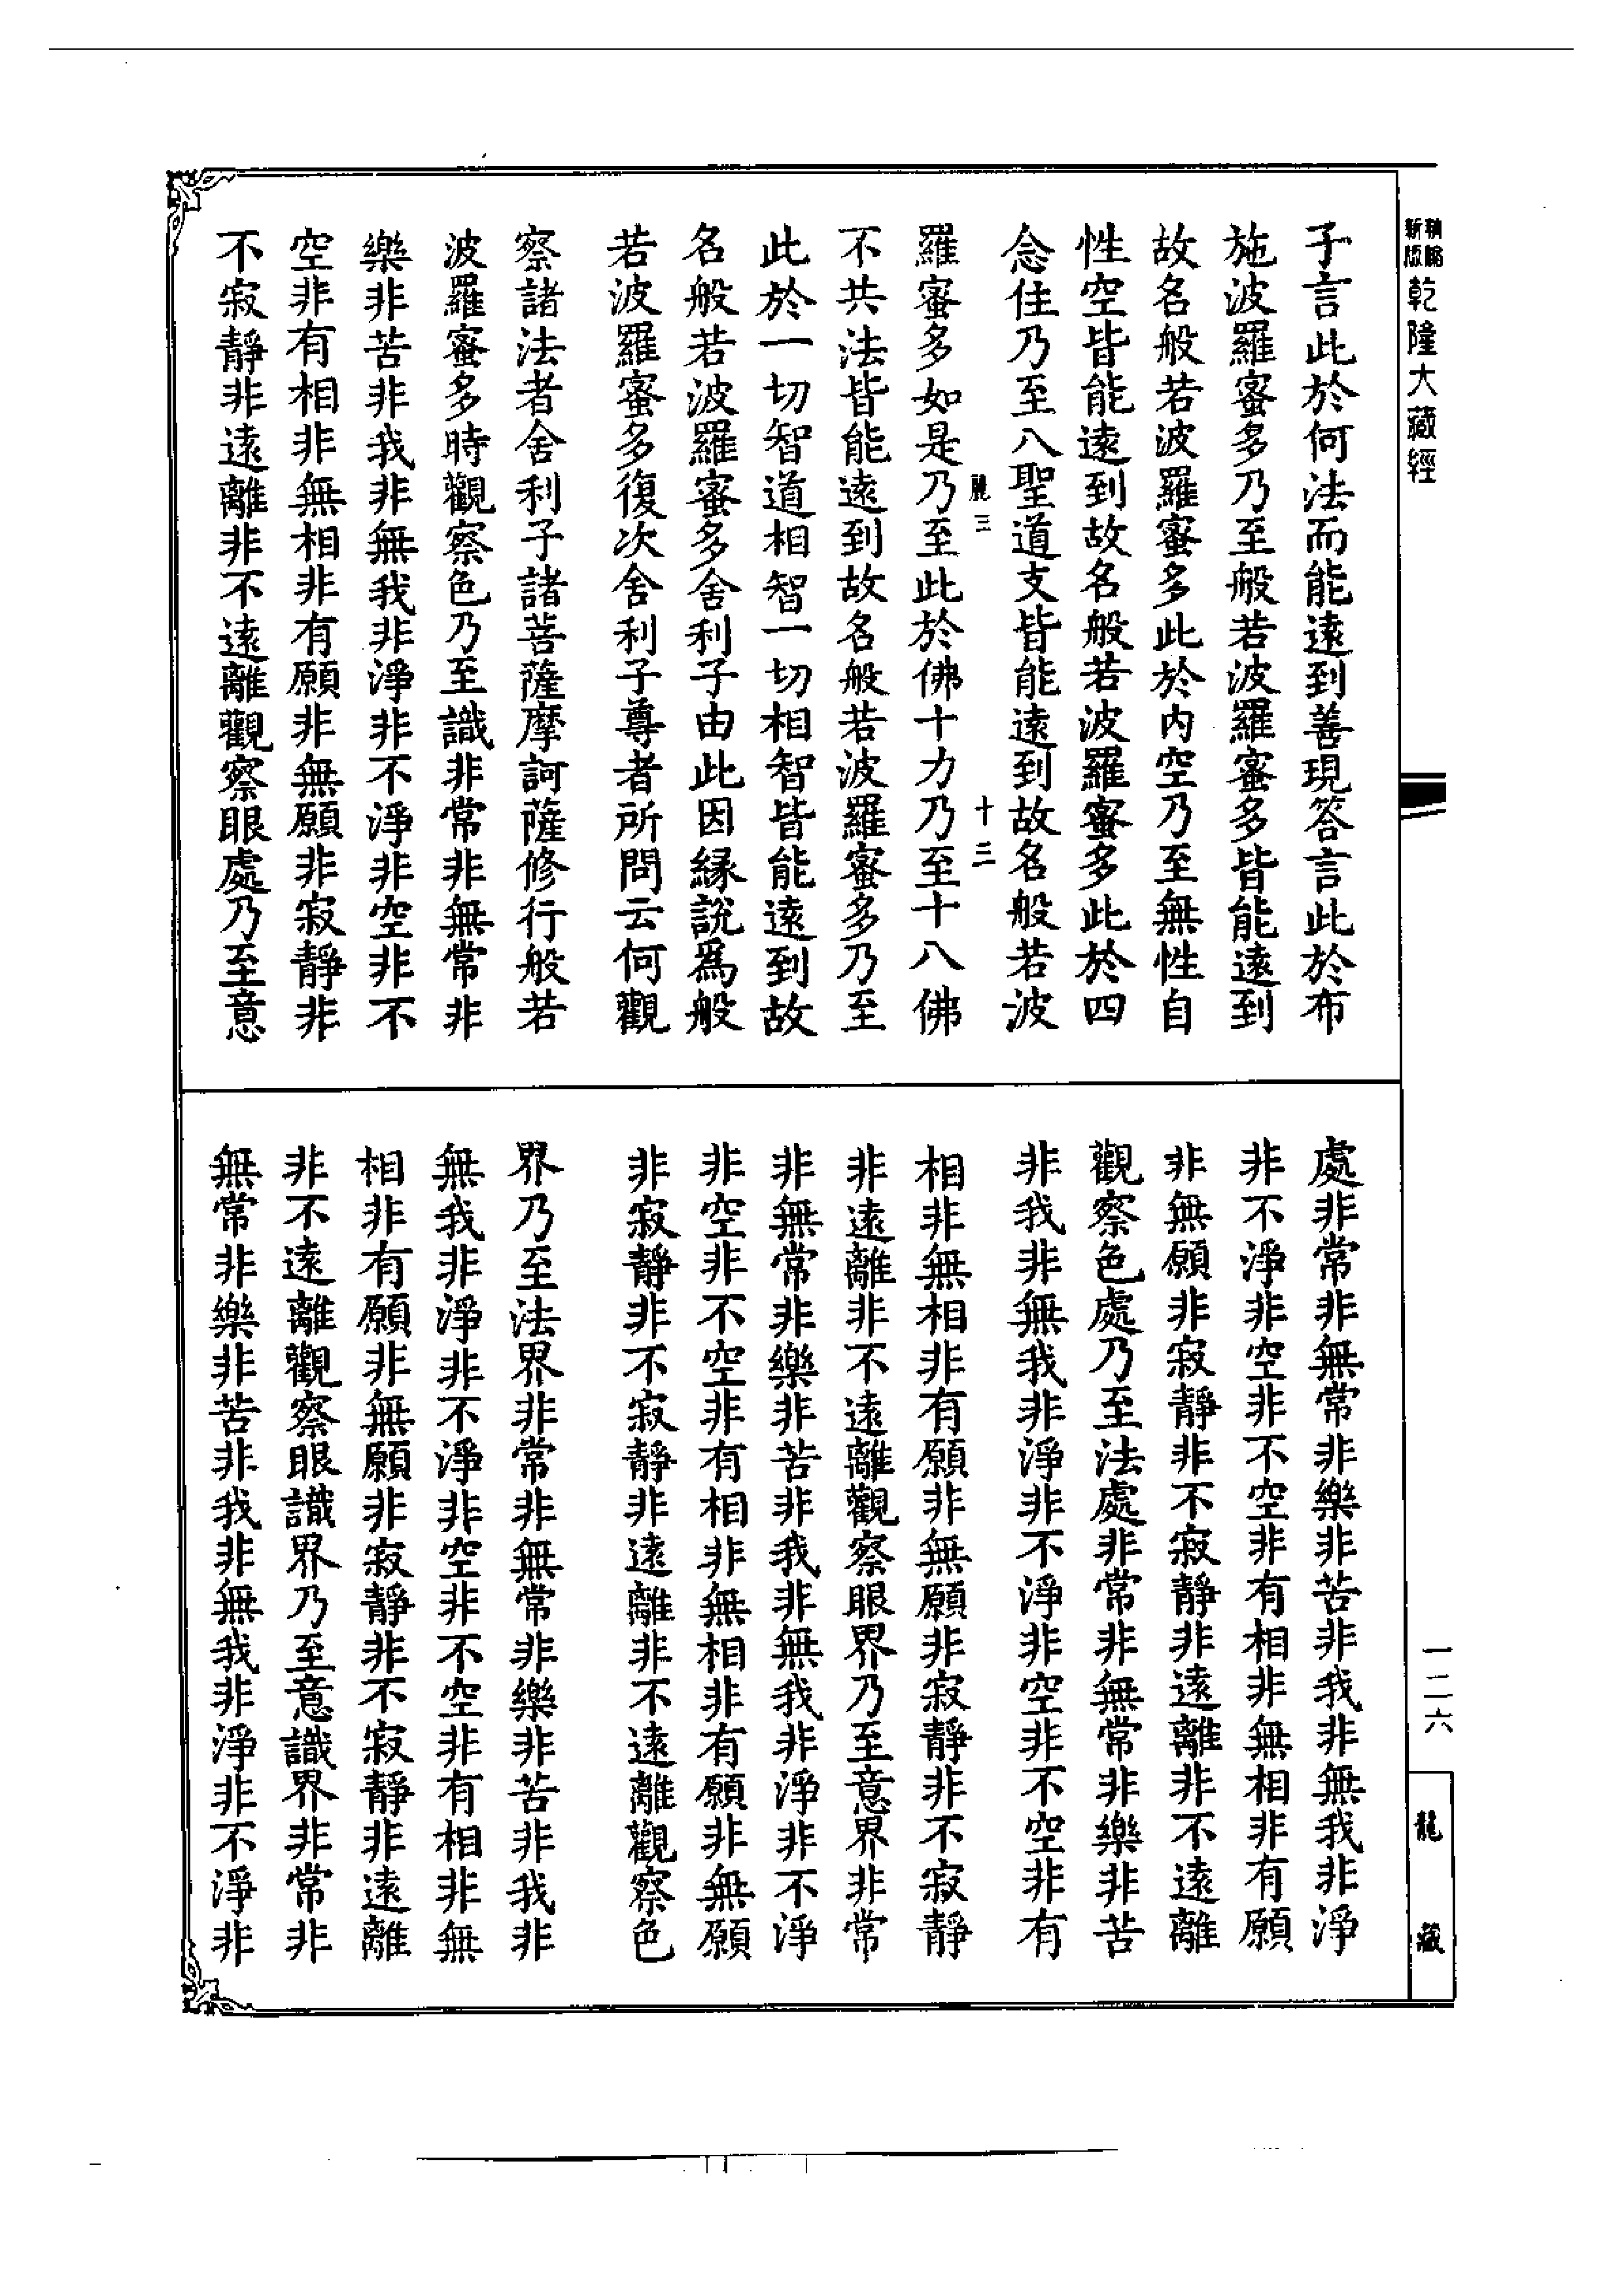 新編
新版
乾隆大藏經
子言此於何法而能遠到善現答言此於布
施波羅蜜多乃至般若波羅蜜多皆能遠到
故名般若波羅蜜多此於內空乃至無性自
性空皆能遠到故名般若波羅蜜多此於四
念住乃至八聖道支皆能遠到故名般若波
麗三
十三
羅蜜多如是乃至此於佛十力乃至十八佛
不共法皆能遠到故名般若波羅蜜多乃至
此於一切智道相智一切相智皆能遠到故
名般若波羅蜜多舍利子由此因緣說為般
若波羅蜜多復次舍利子尊者所問云何觀
察諸法者舍利子諸菩薩摩訶薩修行般若
波羅蜜多時觀察色乃至識非常非無常非
樂非苦非我非無我非淨非不淨非空非不
空非有相非無相非有願非無願非寂靜非
不寂靜非遠離非不遠離觀察眼處乃至意
處非常非無常非樂非苦非我非無我非淨
非不淨非空非不空非有相非無相非有願
非無願非寂靜非不寂靜非遠離非不遠離
觀察色處乃至法處非常非無常非樂非苦
非我非無我非淨非不淨非空非不空非有
相非無相非有願非無願非寂靜非不寂靜
非遠離非不遠離觀察眼界乃至意界非常
非無常非樂非苦非我非無我非淨非不淨
非空非不空非有相非無相非有願非無願
非寂靜非不寂靜非遠離非不遠離觀察色
界乃至法界非常非無常非樂非苦非我非
無我非淨非不淨非空非不空非有相非無
相非有願非無願非寂靜非不寂靜非遠離
非不遠離觀察眼識界乃至意識界非常非
無常非樂非苦非我非無我非淨非不淨非
一二六
龍藏